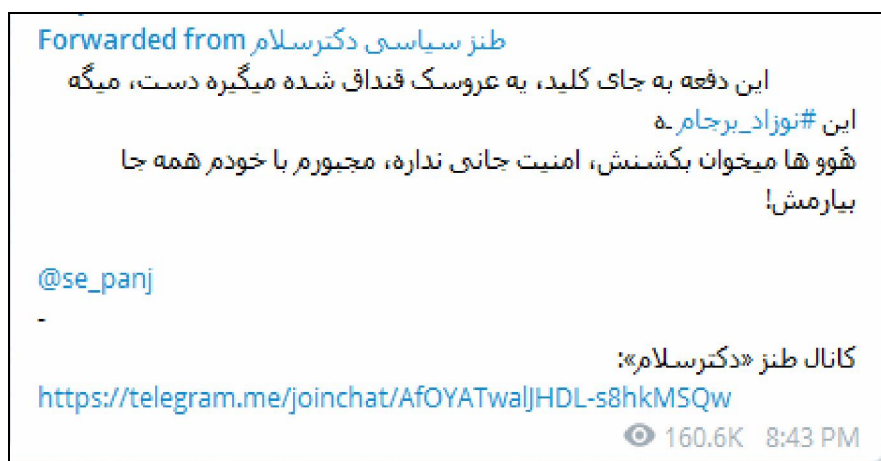 Forwarded from طنز سیاسی دکترسلام
این دفعه به جای کلید، یه عروسک قنداق شده میگیره دست، میگه
این #نوزاد_برجام ـه
هَوو ها میخوان بکشنش، امنیت جانی نداره، مجبورم با خودم همه جا
بیارمش!
@se_panj
-
کانال طنز «دکترسلام»:
https://telegram.me/joinchat/AfOYATwalJHDL-s8hkMSQw
160.6K 8:43 PM